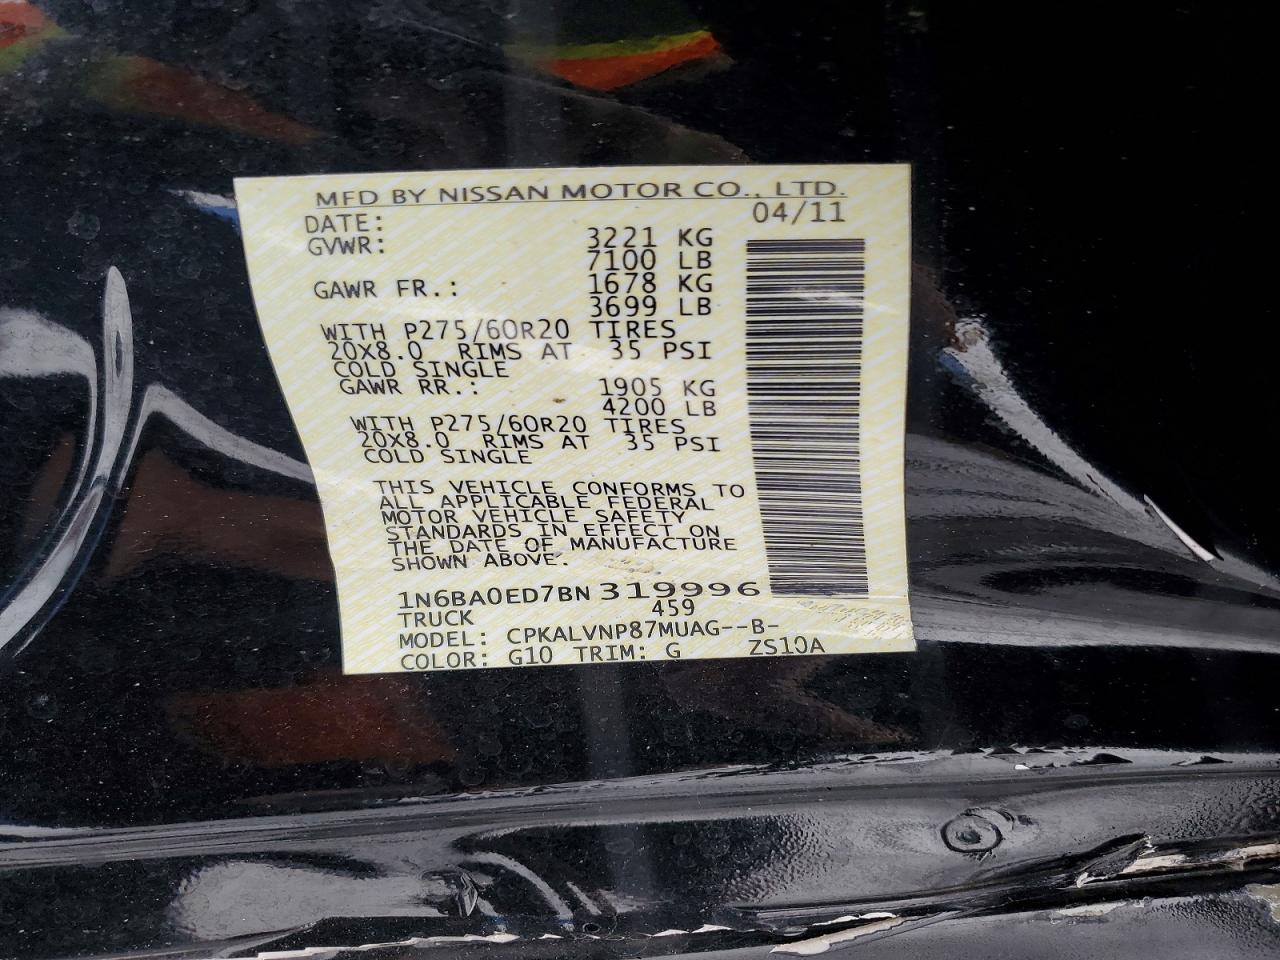 MFD BY NISSAN MOTOR CO., LTD.
DATE: 04/11
GVWR: 3221 KG
7100 LB
GAWR FR.: 1678 KG
3699 LB
WITH P275/60R20 TIRES
20X8.0 RIMS AT 35 PSI
COLD SINGLE
GAWR RR.: 1905 KG
4200 LB
WITH P275/60R20 TIRES
20X8.0 RIMS AT 35 PSI
COLD SINGLE
THIS VEHICLE CONFORMS TO
ALL APPLICABLE FEDERAL
MOTOR VEHICLE SAFETY
STANDARDS IN EFFECT ON
THE DATE OF MANUFACTURE
SHOWN ABOVE.
1N6BA0ED7BN 319996
TRUCK 459
MODEL: CPKALVNP87MUAG--B-
COLOR: G10 TRIM: G ZS10A